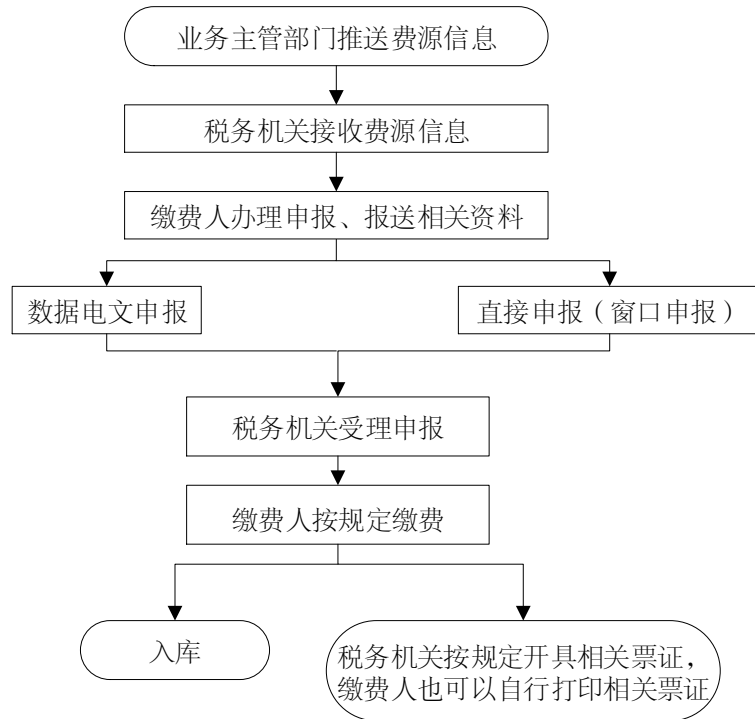 业务主管部门推送费源信息
税务机关接收费源信息
缴费人办理申报、报送相关资料
数据电文申报
直接申报（窗口申报）
税务机关受理申报
缴费人按规定缴费
入库
税务机关按规定开具相关票证，
缴费人也可以自行打印相关票证